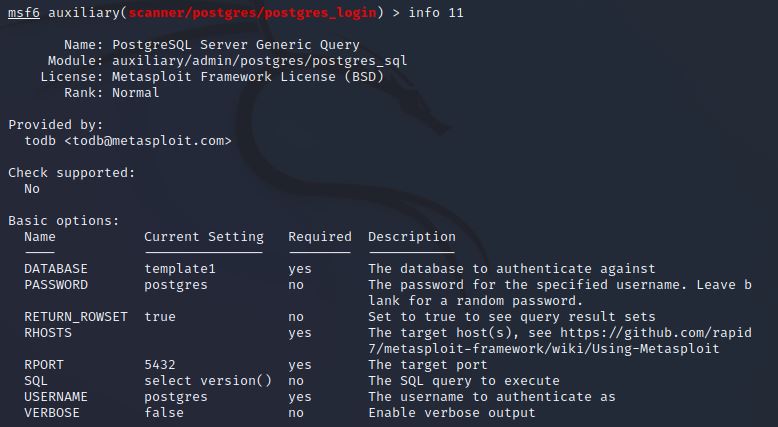 msf6 auxiliary(scanner/postgres/postgres_login) > info 11
Name: PostgreSQL Server Generic Query
Module: auxiliary/admin/postgres/postgres_sql
License: Metasploit Framework License (BSD)
Rank: Normal
Provided by:
todb <todb@metasploit.com>
Check supported:
No
Basic options:
Name Current Setting Required Description
DATABASE template1 yes The database to authenticate against
PASSWORD postgres no The password for the specified username. Leave b
lank for a random password.
RETURN_ROWSET true no Set to true to see query result sets
RHOSTS yes The target host(s), see https://github.com/rapid
7/metasploit-framework/wiki/Using-Metasploit
RPORT 5432 yes The target port
SQL select version() no The SQL query to execute
USERNAME postgres yes The username to authenticate as
VERBOSE false no Enable verbose output